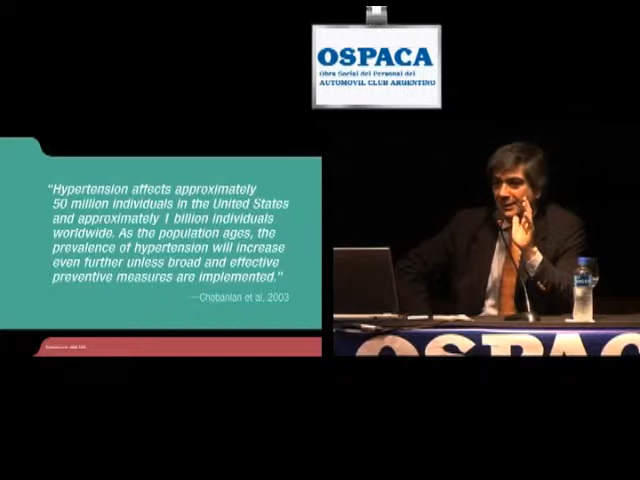 OSPACA
Obra Social del Personal del
AUTOMOVIL CLUB ARGENTINO
"Hypertension affects approximately
50 million individuals in the United States
and approximately 1 billion individuals
worldwide. As the population ages, the
prevalence of hypertension will increase
even further unless broad and effective
preventive measures are implemented."
—Chobanian et al, 2003
OSPACA